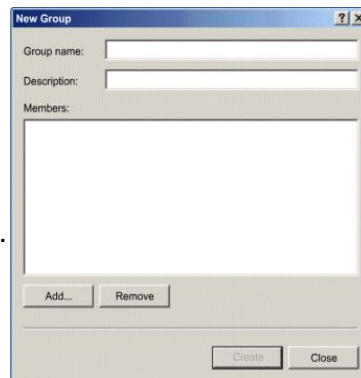 New Group
Group name:
Description:
Members:
Add... Remove
Create Close